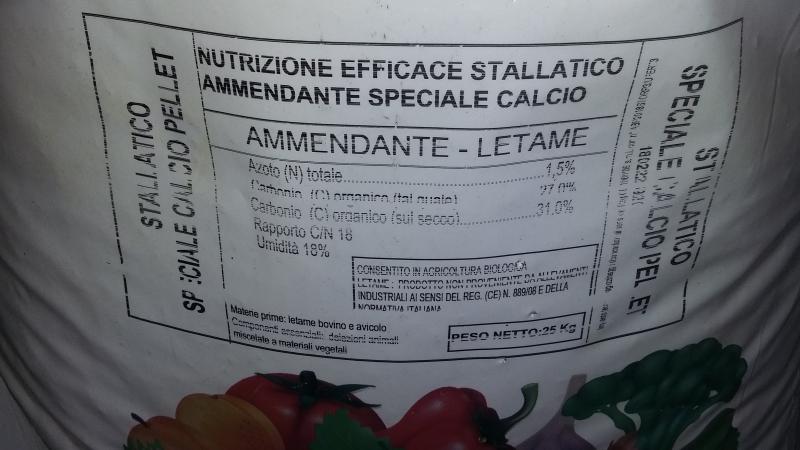 STALLATICO
SPECIALE CALCIO PELLET
NUTRIZIONE EFFICACE STALLATICO
AMMENDANTE SPECIALE CALCIO
AMMENDANTE - LETAME
Azoto (N) totale 1,5%
Carbonio (C) organico (tal quale) 27,0%
Carbonio (C) organico (sul secco) 31,0%
Rapporto C/N 18
Umidità 18%
CONSENTITO IN AGRICOLTURA BIOLOGICA
LETAME: PRODOTTO NON PROVENIENTE DA ALLEVAMENTI
INDUSTRIALI AI SENSI DEL REG. (CE) N. 889/08 E DELLA
NORMATIVA ITALIANA
Materie prime: letame bovino e avicolo
Componenti essenziali: deiezioni animali
miscelate a materiali vegetali
PESO NETTO:25 Kg
STALLATICO
SPECIALE CALCIO PELLET